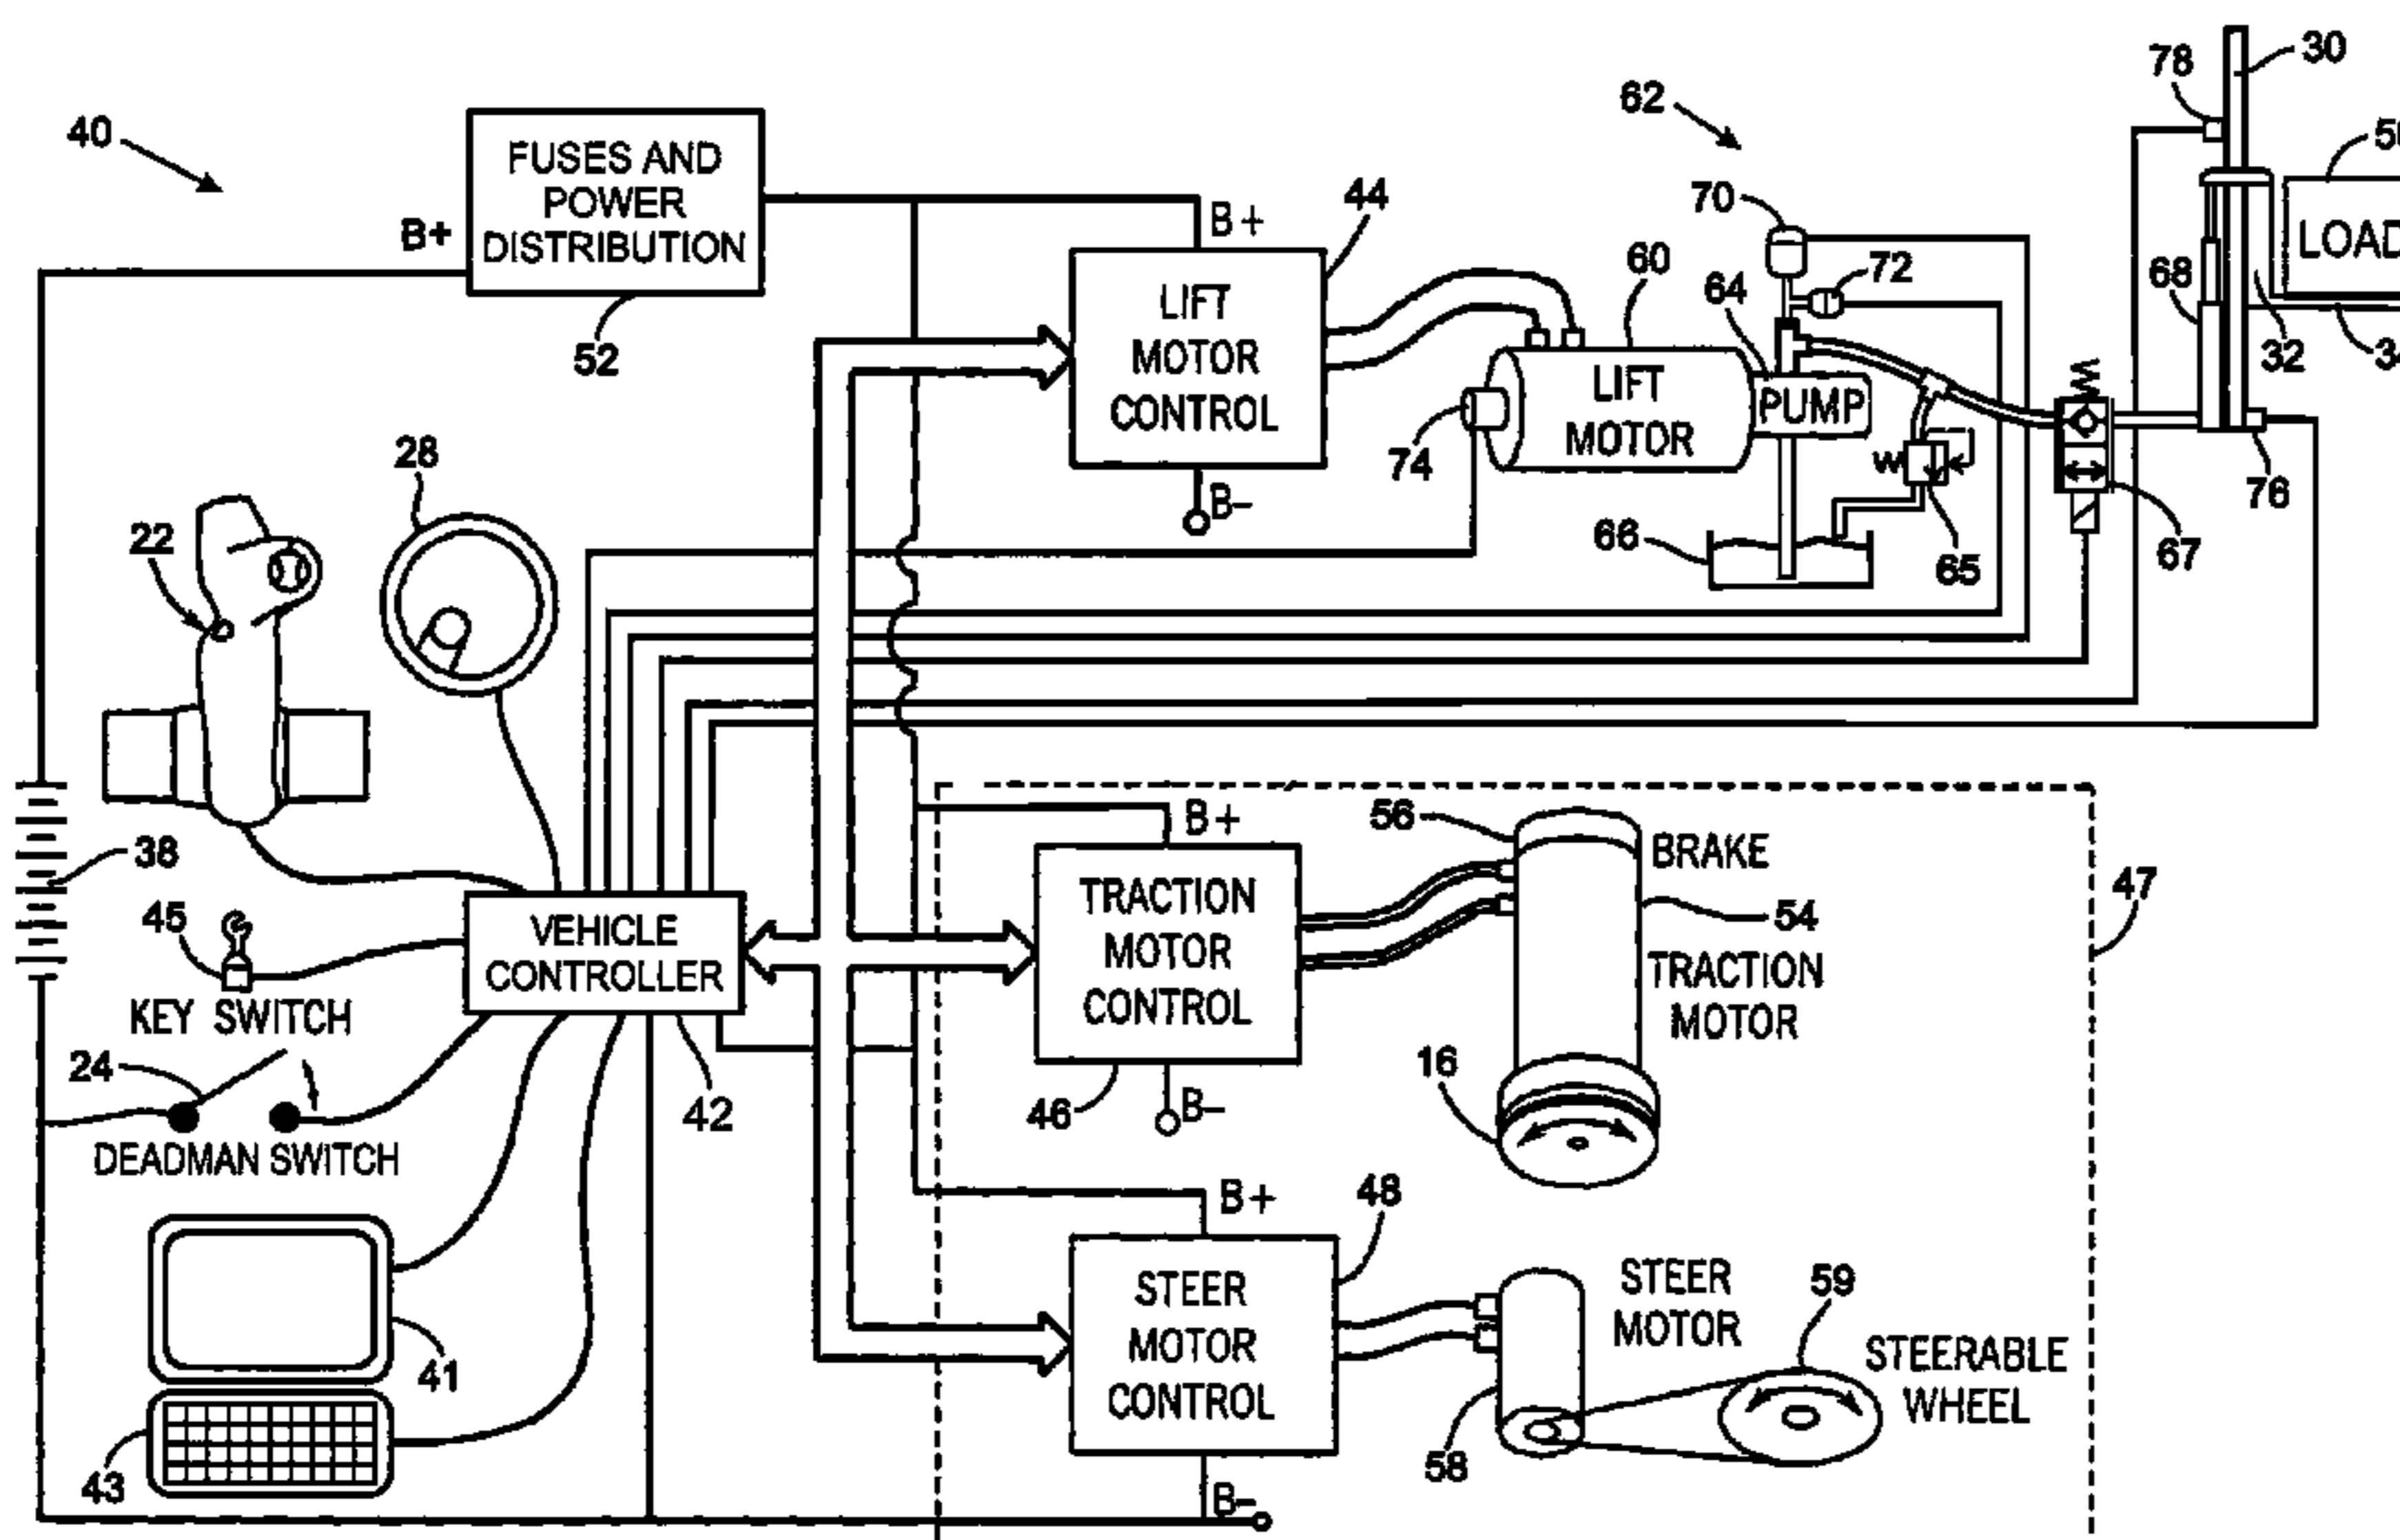 40
FUSES AND
POWER
DISTRIBUTION
B+
52
B+
44
LIFT
MOTOR
CONTROL
B-
62
70
72
60
64
LIFT
MOTOR
PUMP
74
66
65
67
W
W
78
30
LOAD
68
32
76
28
22
38
45
KEY SWITCH
24
DEADMAN SWITCH
VEHICLE
CONTROLLER
42
41
43
B+
TRACTION
MOTOR
CONTROL
46
B-
56
BRAKE
54
TRACTION
MOTOR
16
47
B+
48
STEER
MOTOR
CONTROL
B-
STEER
MOTOR
58
59
STEERABLE
WHEEL